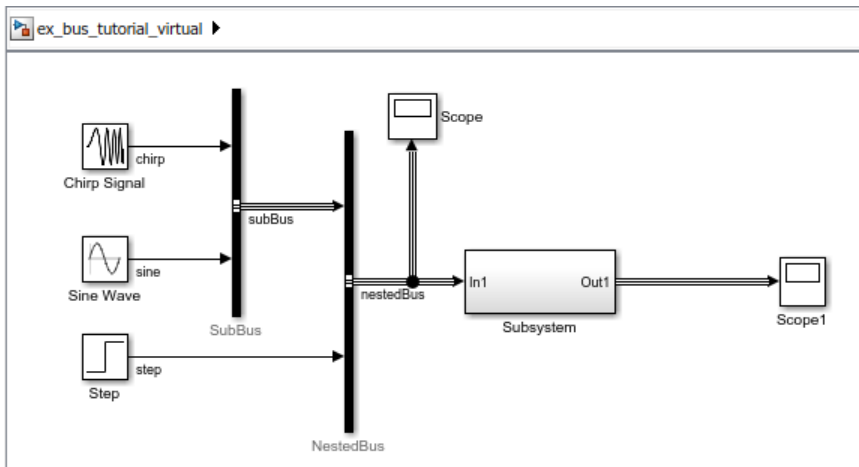 ex_bus_tutorial_virtual
Scope
chirp
Chirp Signal
subBus
sine
Sine Wave
nestedBus
In1
Out1
Subsystem
Scope1
SubBus
step
Step
NestedBus